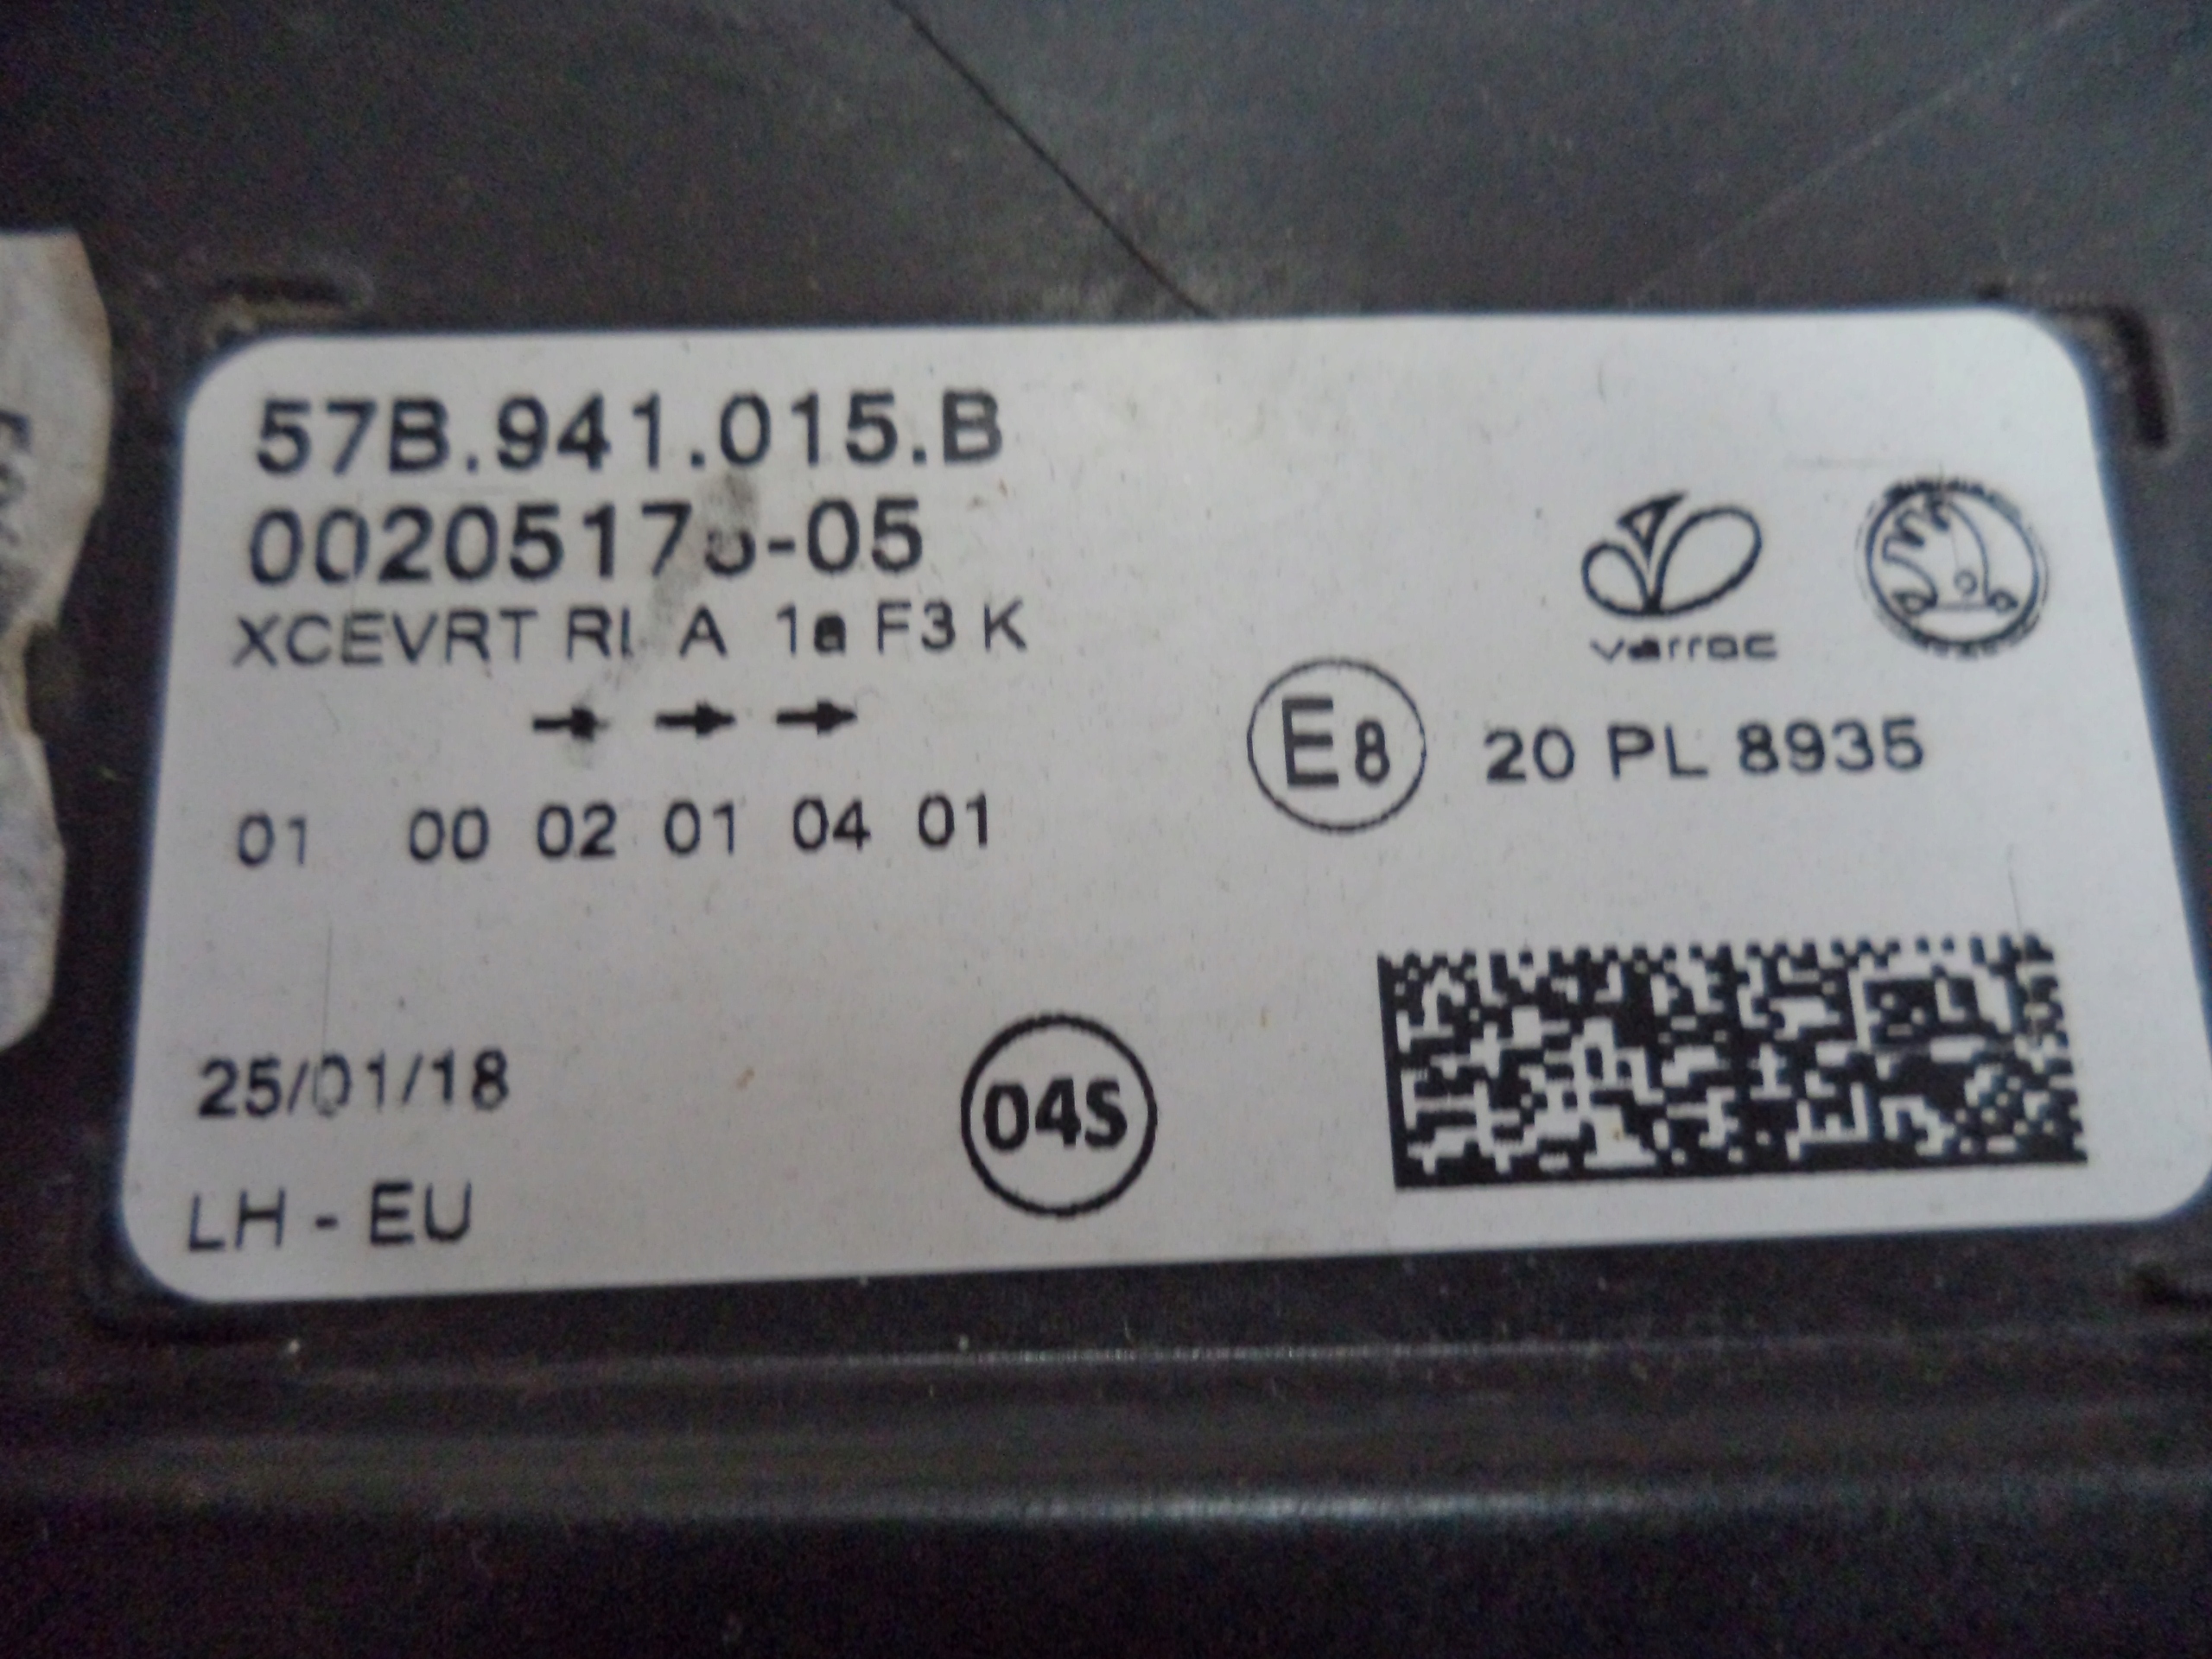 57B.941.015.B
XCEVRT RL A 1a F3 K
→ → →
01 00 02 01 04 01
varroc
E8 20 PL 8935
25/01/18
04S
LH - EU